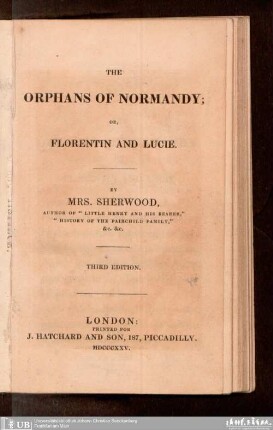 THE
ORPHANS OF NORMANDY;
OR,
FLORENTIN AND LUCIE.
BY
MRS. SHERWOOD,
AUTHOR OF "LITTLE HENRY AND HIS BEARER,"
"HISTORY OF THE FAIRCHILD FAMILY,"
&c. &c.
THIRD EDITION.
LONDON:
PRINTED FOR
J. HATCHARD AND SON, 187, PICCADILLY.
MDCCCXXV.
UB